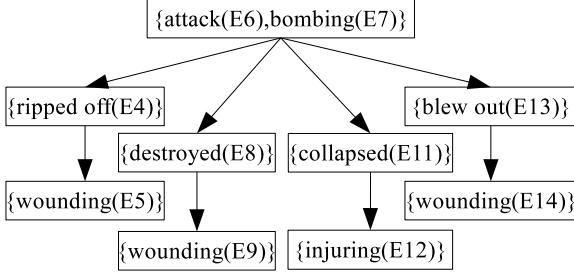 {attack(E6),bombing(E7)}
{ripped off(E4)}
{blew out(E13)}
{destroyed(E8)}
{collapsed(E11)}
{wounding(E5)}
{wounding(E14)}
{wounding(E9)}
{injuring(E12)}